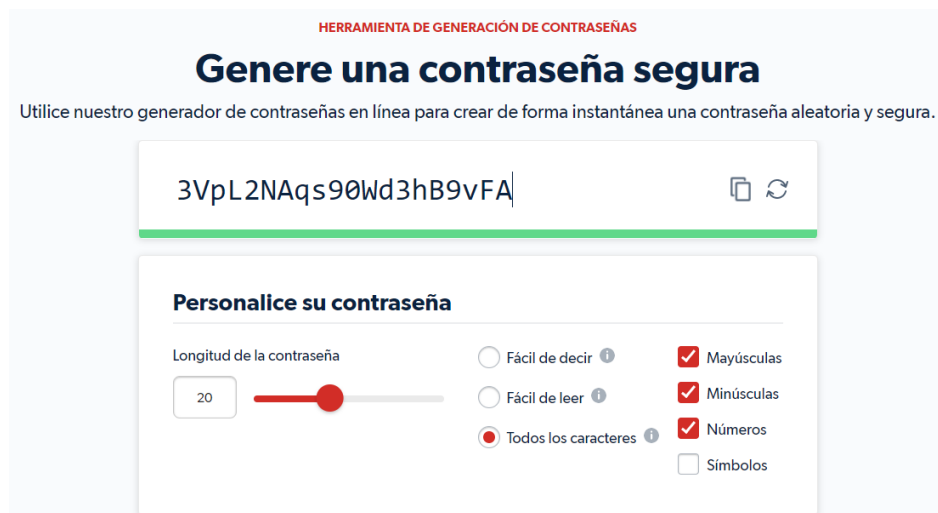 HERRAMIENTA DE GENERACIÓN DE CONTRASEÑAS
Genere una contraseña segura
Utilice nuestro generador de contraseñas en línea para crear de forma instantánea una contraseña aleatoria y segura.
3VpL2NAqs90Wd3hB9vFA
Personalice su contraseña
Longitud de la contraseña
20
Fácil de decir
Fácil de leer
Todos los caracteres
Mayúsculas
Minúsculas
Números
Símbolos